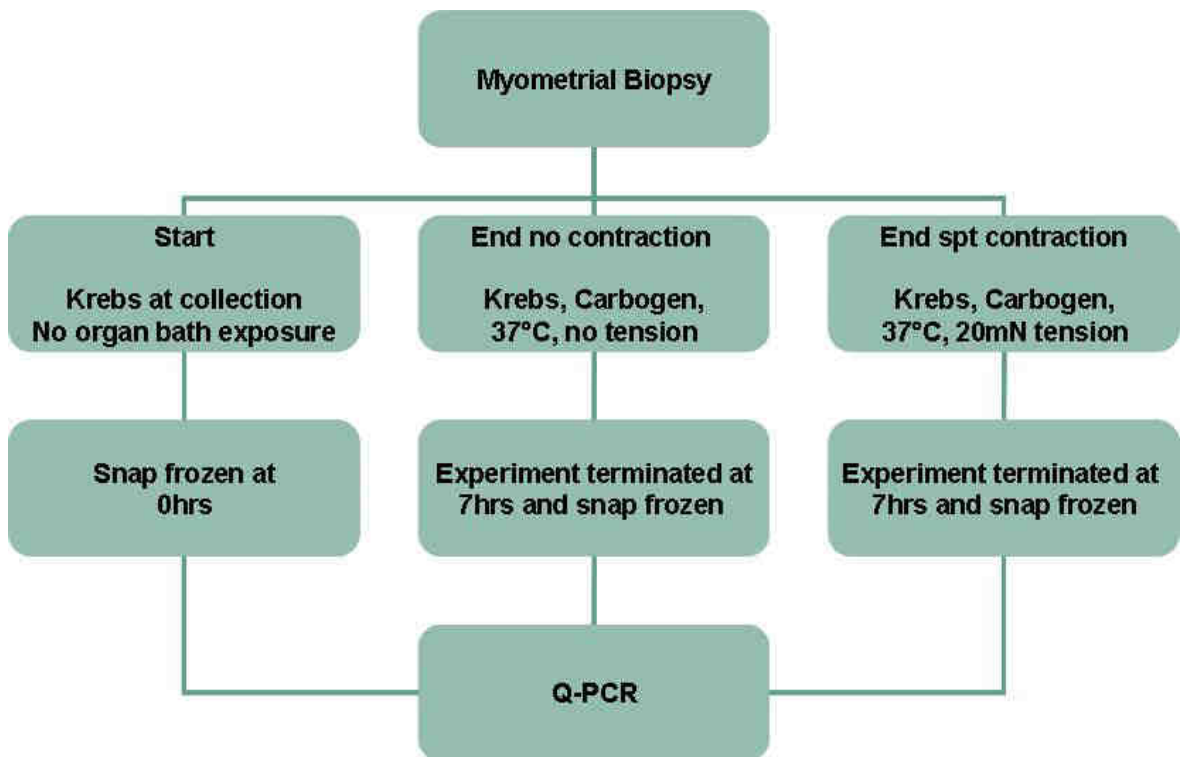 Myometrial Biopsy
Start
Krebs at collection
No organ bath exposure
End no contraction
Krebs, Carbogen,
37°C, no tension
End spt contraction
Krebs, Carbogen,
37°C, 20mN tension
Snap frozen at
0hrs
Experiment terminated at
7hrs and snap frozen
Experiment terminated at
7hrs and snap frozen
Q-PCR